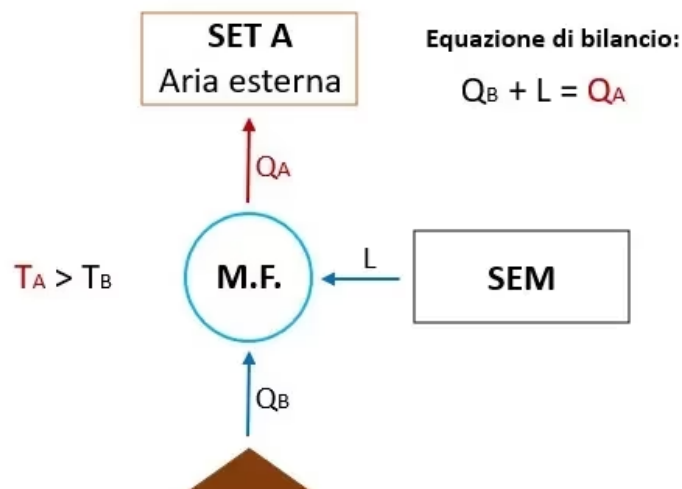 SET A
Aria esterna
Equazione di bilancio:
QB + L = QA
QA
TA > TB
M.F.
L
SEM
QB